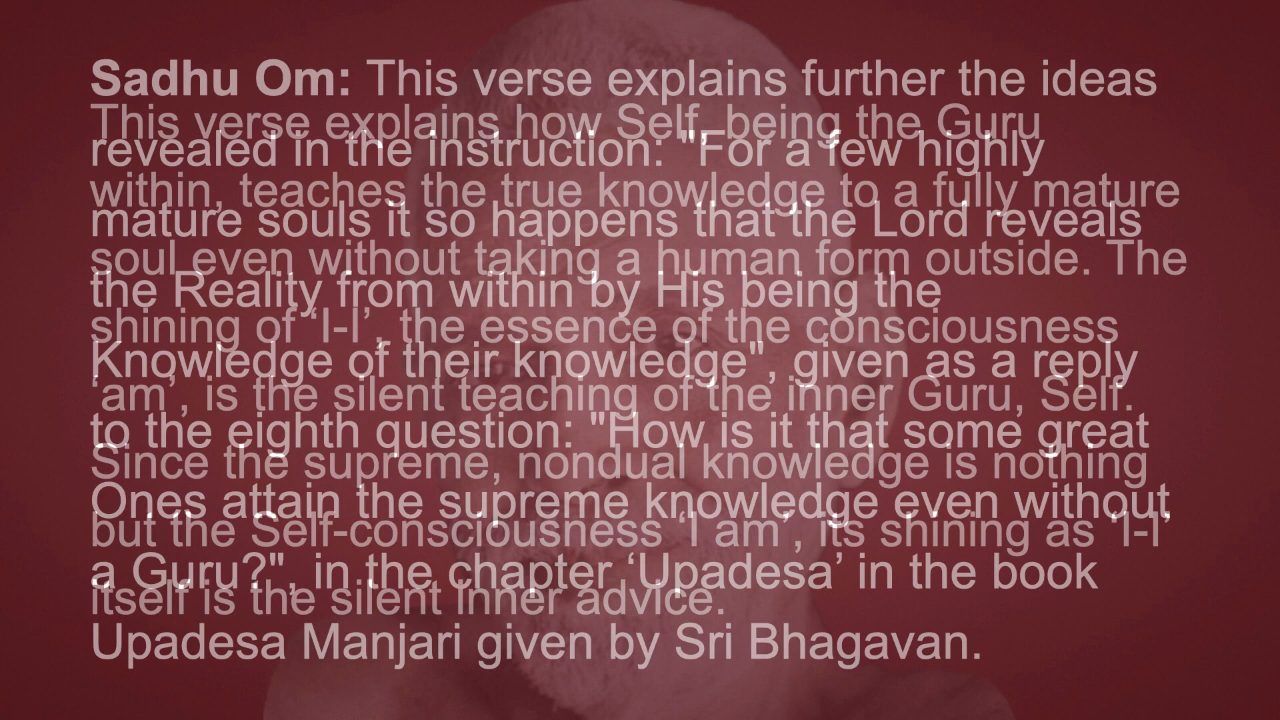 Sadhu Om: This verse explains further the ideas
revealed in the instruction: "For a few highly
mature souls it so happens that the Lord reveals
the Reality from within by His being the
Knowledge of their knowledge", given as a reply
to the eighth question: "How is it that some great
Ones attain the supreme knowledge even without
a Guru?", in the chapter ‘Upadesa’ in the book
Upadesa Manjari given by Sri Bhagavan.
This verse explains how Self, being the Guru
within, teaches the true knowledge to a fully mature
soul even without taking a human form outside. The
shining of ‘I-I’, the essence of the consciousness
‘am’, is the silent teaching of the inner Guru, Self.
Since the supreme, nondual knowledge is nothing
but the Self-consciousness ‘I am’, its shining as ‘I-I’
itself is the silent inner advice.